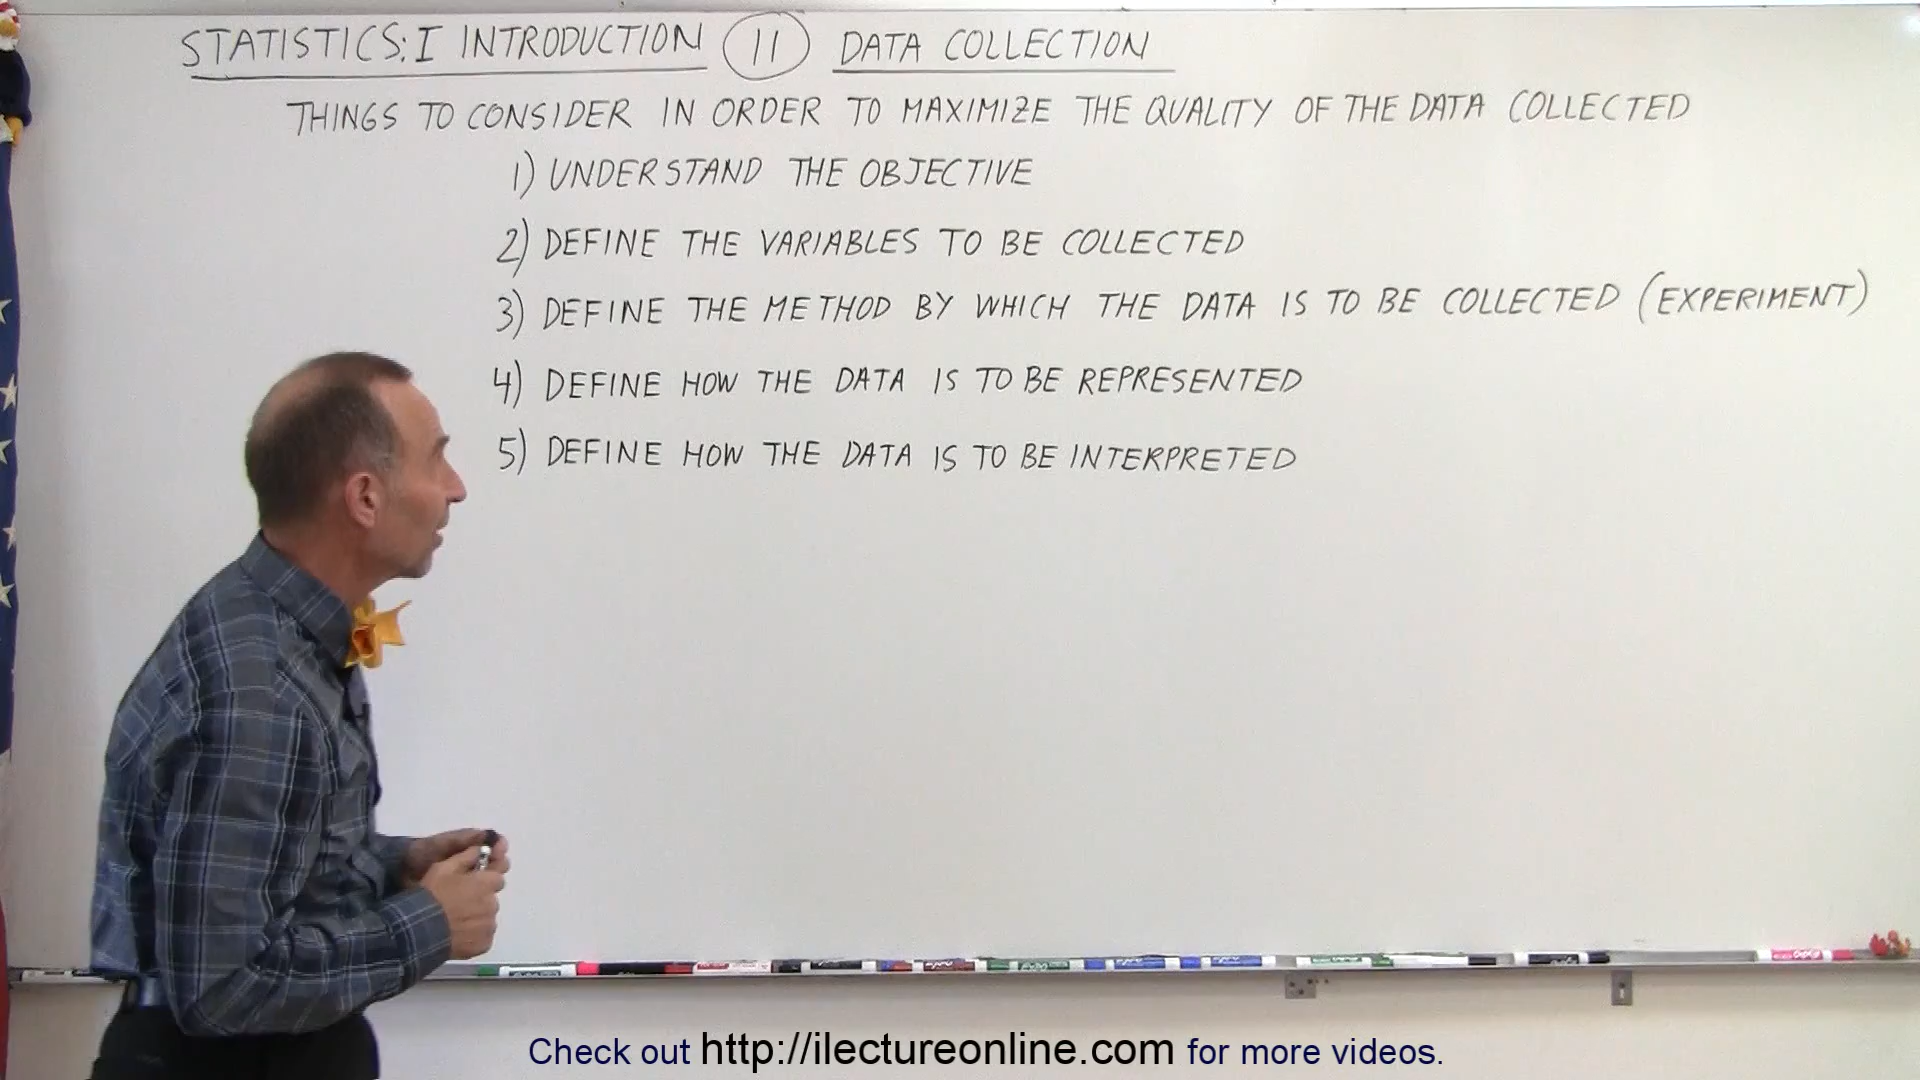 STATISTICS: I INTRODUCTION 11 DATA COLLECTION
THINGS TO CONSIDER IN ORDER TO MAXIMIZE THE QUALITY OF THE DATA COLLECTED
1) UNDERSTAND THE OBJECTIVE
2) DEFINE THE VARIABLES TO BE COLLECTED
3) DEFINE THE METHOD BY WHICH THE DATA IS TO BE COLLECTED (EXPERIMENT)
4) DEFINE HOW THE DATA IS TO BE REPRESENTED
5) DEFINE HOW THE DATA IS TO BE INTERPRETED
Check out http://ilectureonline.com for more videos.